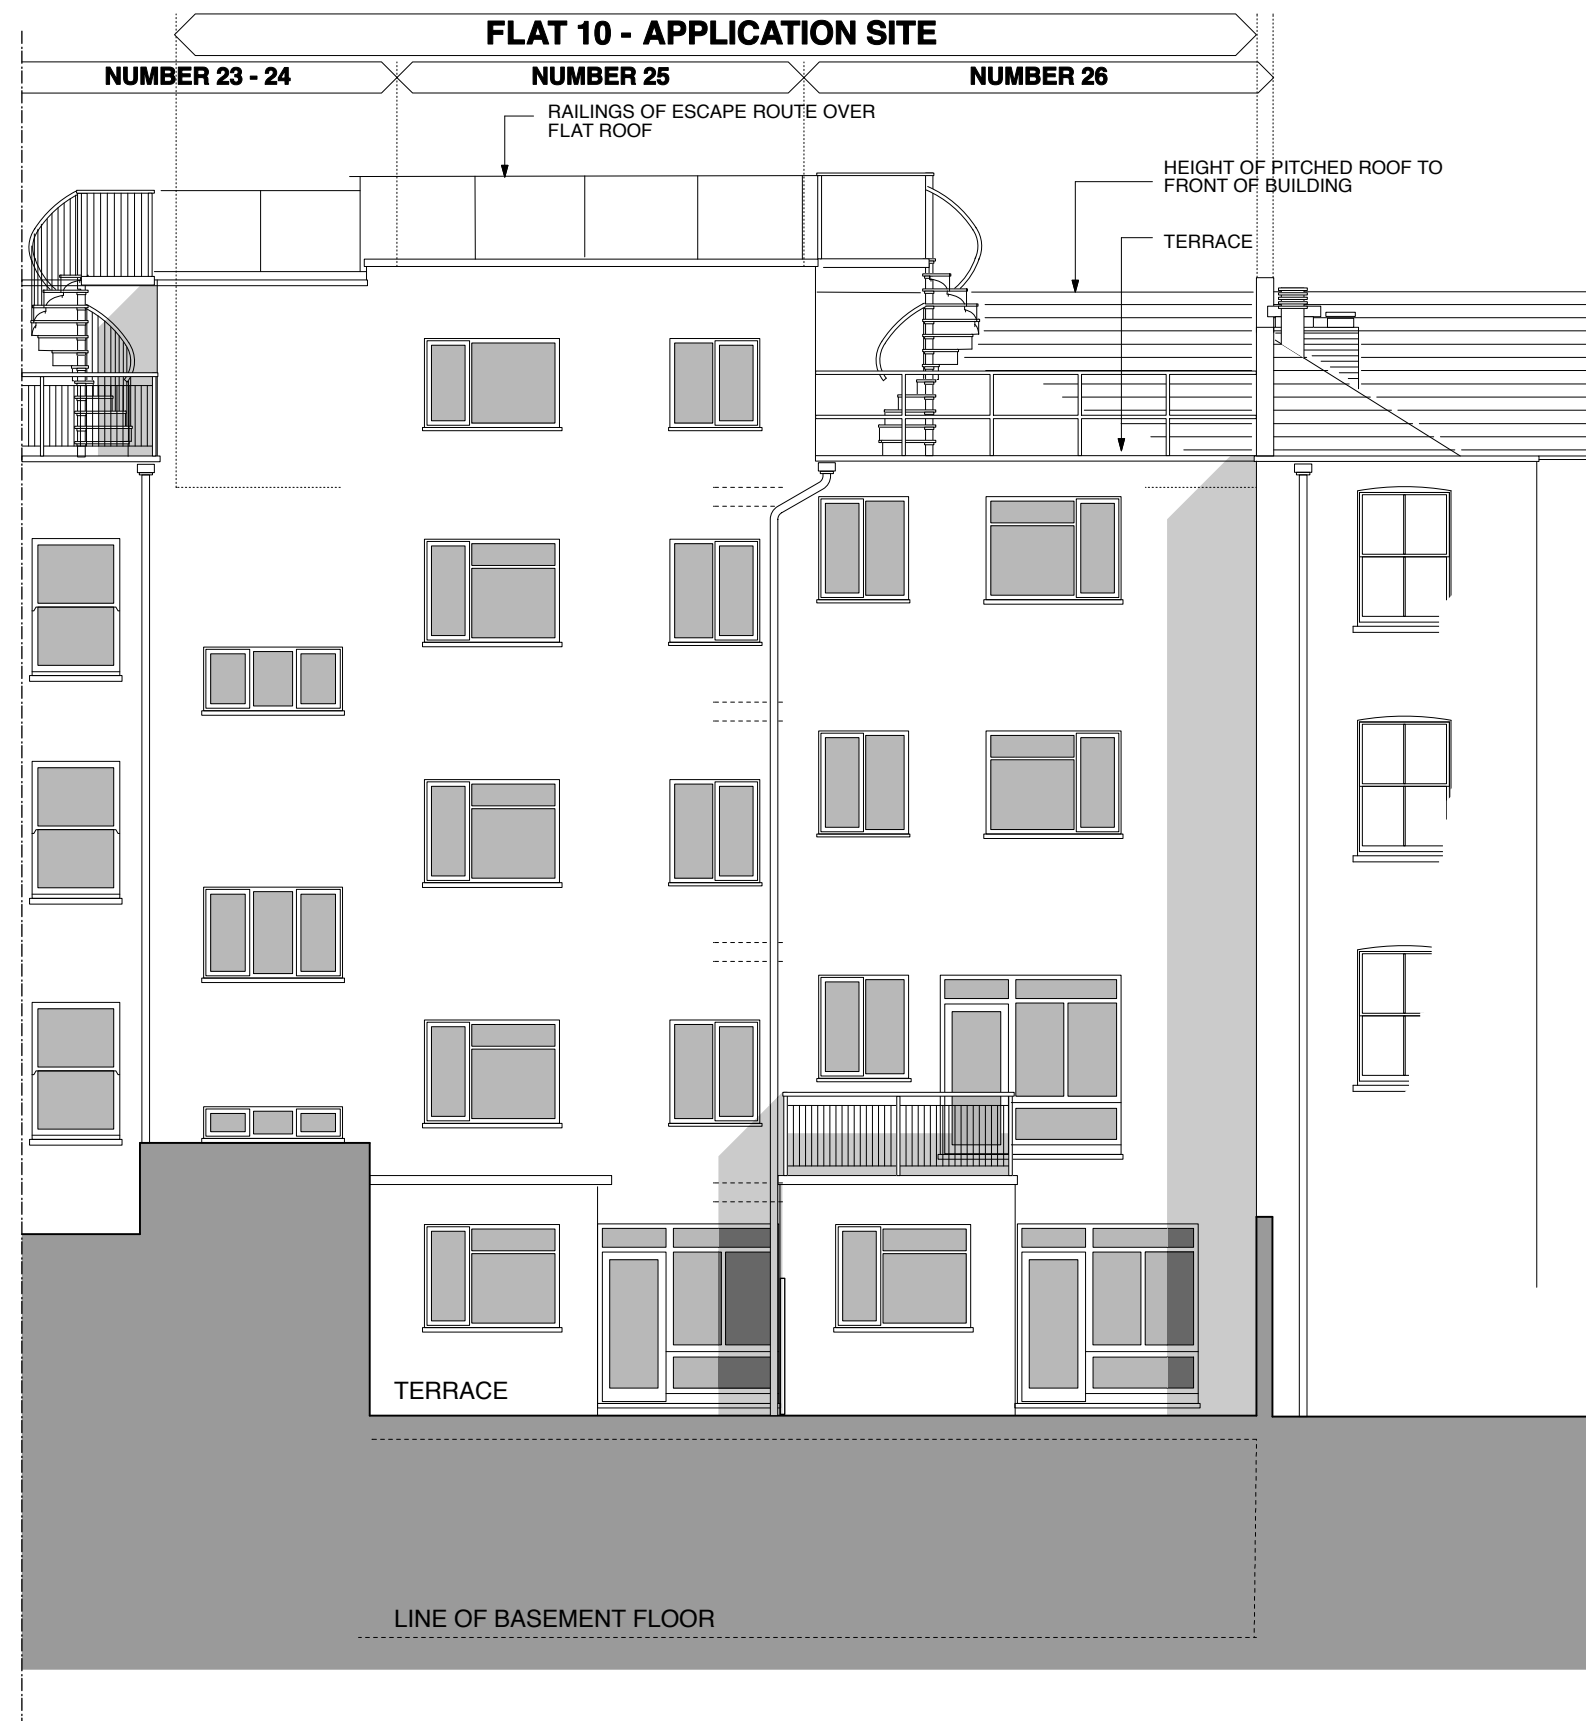 FLAT 10 - APPLICATION SITE
NUMBER 23 - 24
NUMBER 25
NUMBER 26
RAILINGS OF ESCAPE ROUTE OVER
FLAT ROOF
HEIGHT OF PITCHED ROOF TO
FRONT OF BUILDING
TERRACE
TERRACE
LINE OF BASEMENT FLOOR